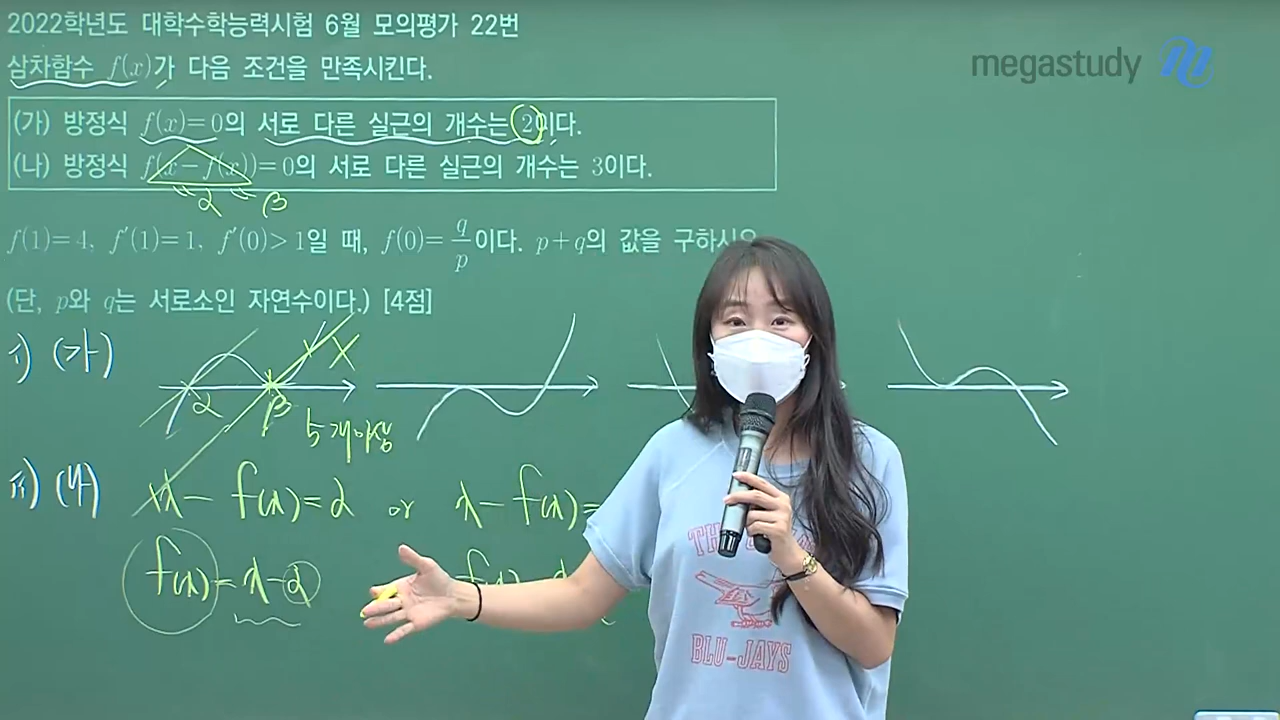 2022학년도 대학수학능력시험 6월 모의평가 22번
megastudy
삼차함수 f(x)가 다음 조건을 만족시킨다.
(가) 방정식 f(x)=0의 서로 다른 실근의 개수는 2이다.
(나) 방정식 f(x-f(x))=0의 서로 다른 실근의 개수는 3이다.
α β
f(1)=4, f′(1)=1, f′(0)>1일 때, f(0)=q/p이다. p+q의 값을 구하시오
(단, p와 q는 서로소인 자연수이다.) [4점]
i) (가)
α β X
5개이상
ii) (나) x-f(x)=α or x-f(x)=
f(x)=x-α f(x)
BLU-JAYS